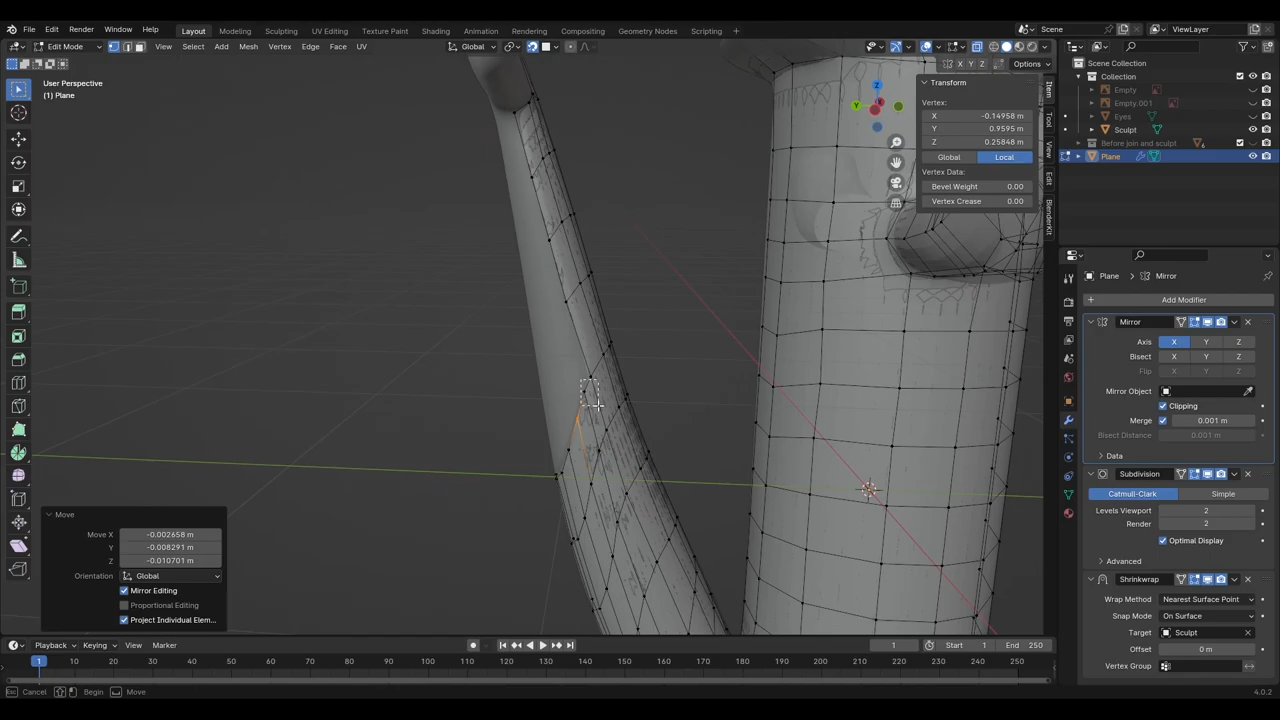 File Edit Render Window Help
Layout Modeling Sculpting UV Editing Texture Paint Shading Animation Rendering Compositing Geometry Nodes Scripting
Scene
ViewLayer
Edit Mode
View Select Add Mesh Vertex Edge Face UV
Global
X Y Z
Options
User Perspective
(1) Plane
Transform
Vertex:
X -0.14958 m
Y 0.9595 m
Z 0.25848 m
Global Local
Vertex Data:
Bevel Weight 0.00
Vertex Crease 0.00
Item
Tool
View
Edit
BlenderKit
Z
Y
Scene Collection
Collection
Empty
Empty.001
Eyes
Sculpt
Before join and sculpt
Plane
Plane > Mirror
Add Modifier
Mirror
Axis X Y Z
Bisect X Y Z
Flip X Y Z
Mirror Object
Clipping
Merge 0.001 m
Bisect Distance 0.001 m
Data
Subdivision
Catmull-Clark Simple
Levels Viewport 2
Render 2
Optimal Display
Advanced
Shrinkwrap
Wrap Method Nearest Surface Point
Snap Mode On Surface
Target Sculpt
Offset 0 m
Vertex Group
Move
Move X -0.002658 m
Y -0.008291 m
Z -0.010701 m
Orientation Global
Mirror Editing
Proportional Editing
Project Individual Elem...
Playback Keying View Marker
1 Start 1 End 250
1 10 20 30 40 50 60 70 80 90 100 110 120 130 140 150 160 170 180 190 200 210 220 230 240 250
Cancel Begin Move
4.0.2